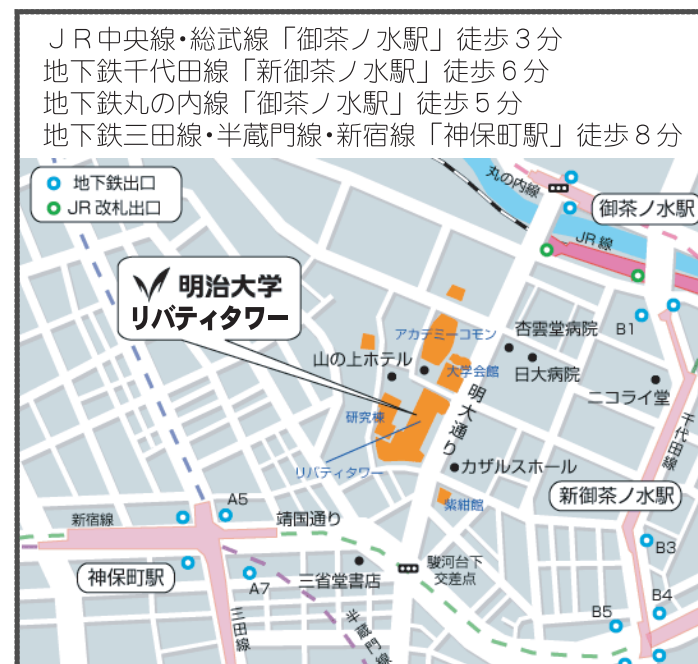 JR中央線・総武線「御茶ノ水駅」徒歩3分
地下鉄千代田線「新御茶ノ水駅」徒歩6分
地下鉄丸の内線「御茶ノ水駅」徒歩5分
地下鉄三田線・半蔵門線・新宿線「神保町駅」徒歩8分
地下鉄出口
JR改札出口
丸の内線
御茶ノ水駅
JR線
明治大学
リバティタワー
アカデミーコモン
杏雲堂病院
B1
山の上ホテル
大学会館
日大病院
ニコライ堂
明大通り
研究棟
千代田線
リバティタワー
カザルスホール
新御茶ノ水駅
紫紺館
A5
新宿線
靖国通り
B3
神保町駅
A7
三省堂書店
駿河台下
交差点
B4
B5
三田線
半蔵門線